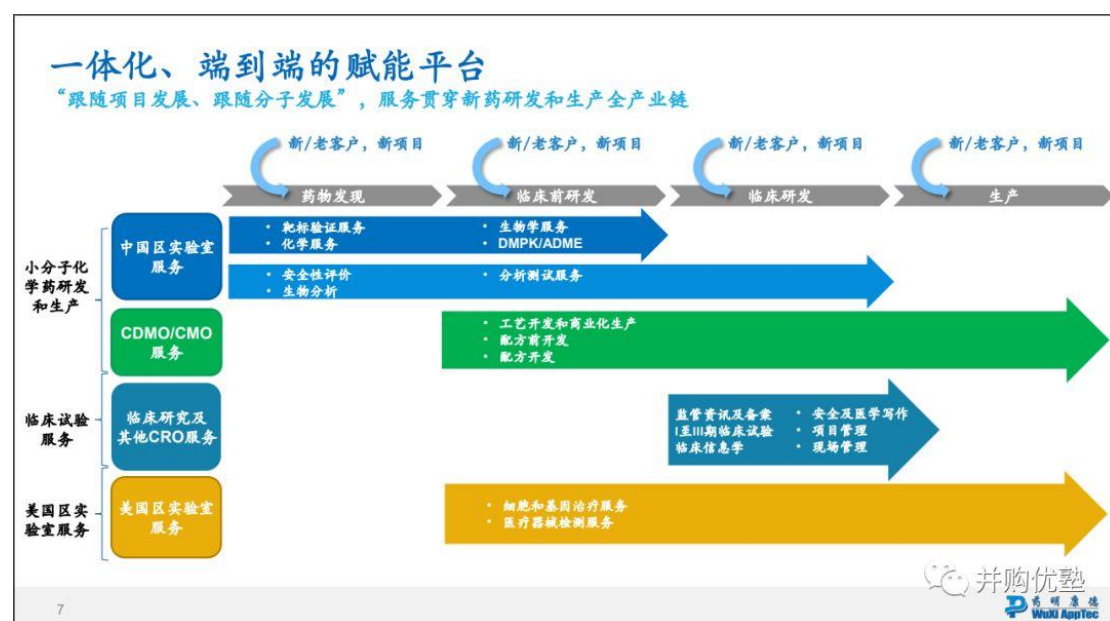 一体化、端到端的赋能平台
“跟随项目发展、跟随分子发展”，服务贯穿新药研发和生产全产业链
新/老客户，新项目
新/老客户，新项目
新/老客户，新项目
新/老客户，新项目
药物发现
临床前研发
临床研发
生产
小分子化
学药研发
和生产
中国区实验室
服务
• 靶标验证服务
• 化学服务
• 生物学服务
• DMPK/ADME
• 安全性评价
• 生物分析
• 分析测试服务
CDMO/CMO
服务
• 工艺开发和商业化生产
• 配方前开发
• 配方开发
临床试验
服务
临床研究及
其他CRO服务
监管资讯及备案
I至III期临床试验
临床信息学
• 安全及医学写作
• 项目管理
• 现场管理
美国区实
验室服务
美国区实验室
服务
• 细胞和基因治疗服务
• 医疗器械检测服务
并购优塾
7
药明康德
WuXi AppTec